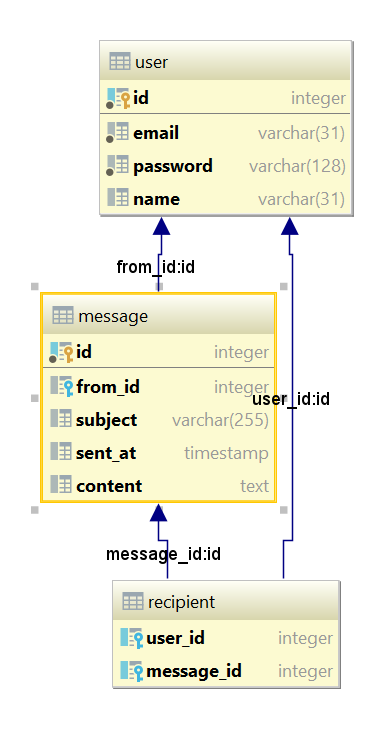 user
id integer
email varchar(31)
password varchar(128)
name varchar(31)
from_id:id
message
id integer
from_id integer
user_id:id
subject varchar(255)
sent_at timestamp
content text
message_id:id
recipient
user_id integer
message_id integer